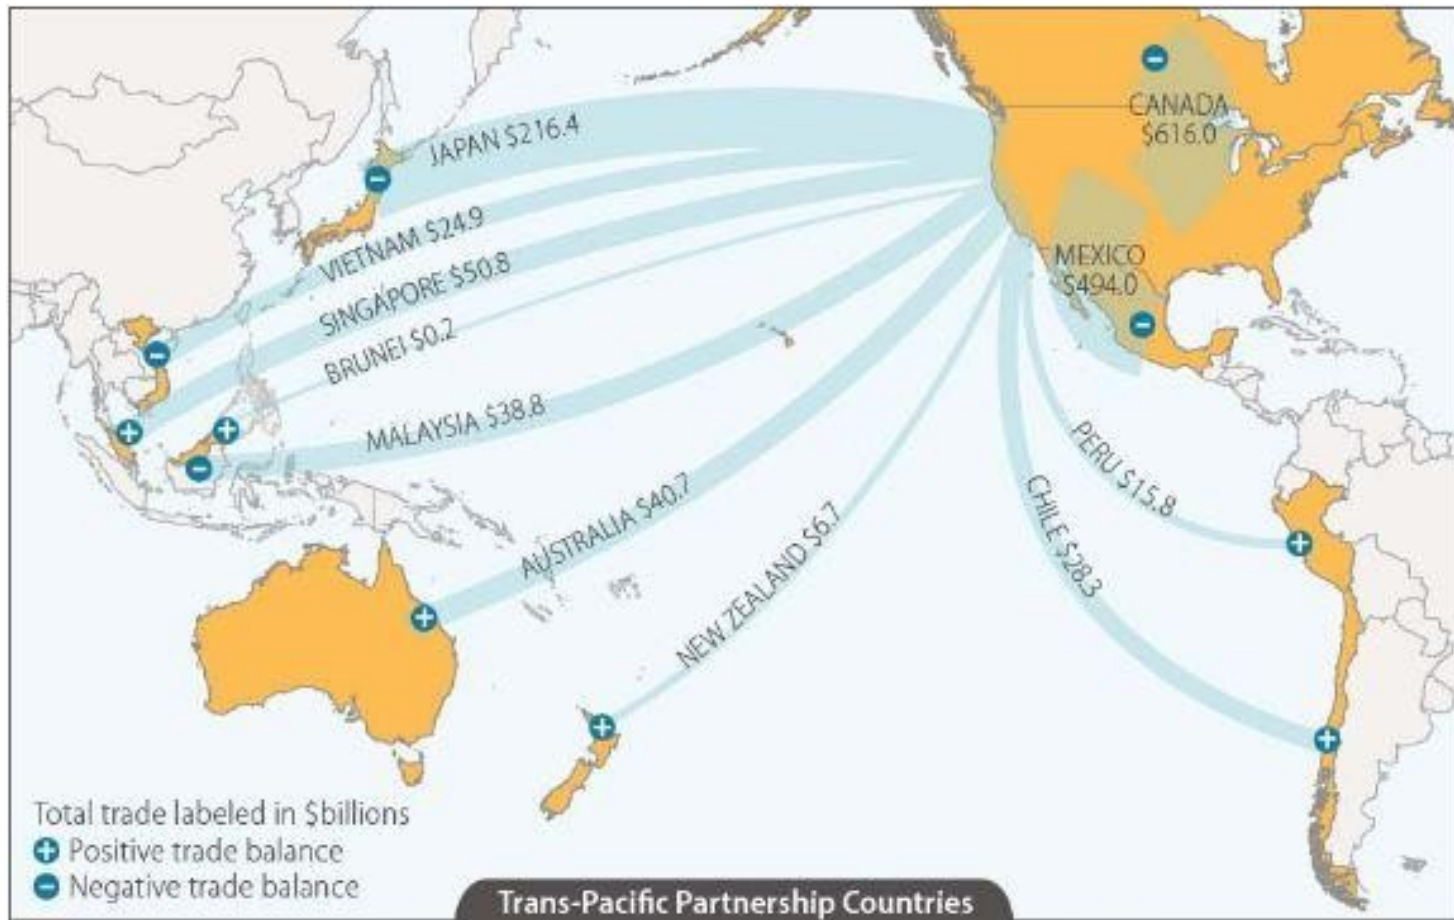 JAPAN $216.4
VIETNAM $24.9
SINGAPORE $50.8
BRUNEI $0.2
MALAYSIA $38.8
AUSTRALIA $40.7
NEW ZEALAND $6.7
CANADA
$616.0
MEXICO
$494.0
PERU $15.8
CHILE $28.3
Total trade labeled in $billions
+ Positive trade balance
− Negative trade balance
Trans-Pacific Partnership Countries